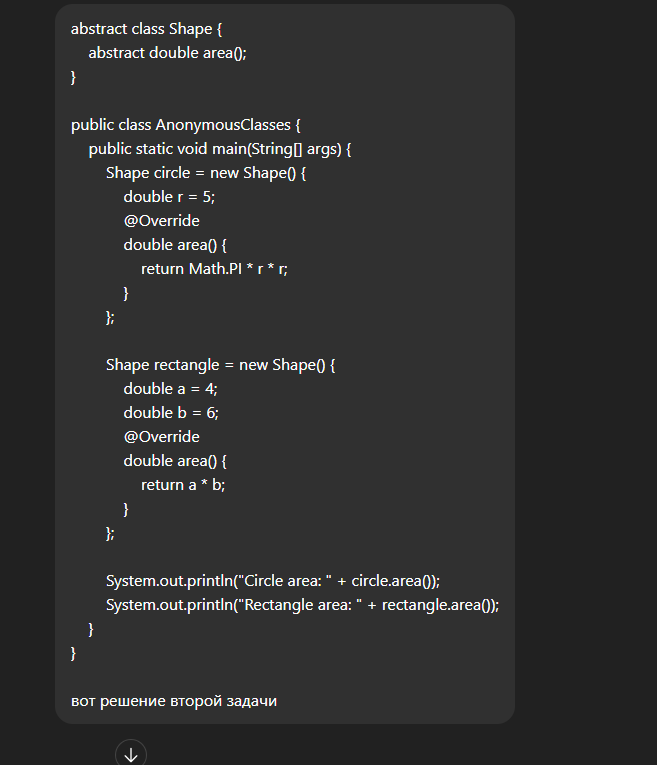 abstract class Shape {
abstract double area();
}
public class AnonymousClasses {
public static void main(String[] args) {
Shape circle = new Shape() {
double r = 5;
@Override
double area() {
return Math.PI * r * r;
}
};
Shape rectangle = new Shape() {
double a = 4;
double b = 6;
@Override
double area() {
return a * b;
}
};
System.out.println("Circle area: " + circle.area());
System.out.println("Rectangle area: " + rectangle.area());
}
}
вот решение второй задачи